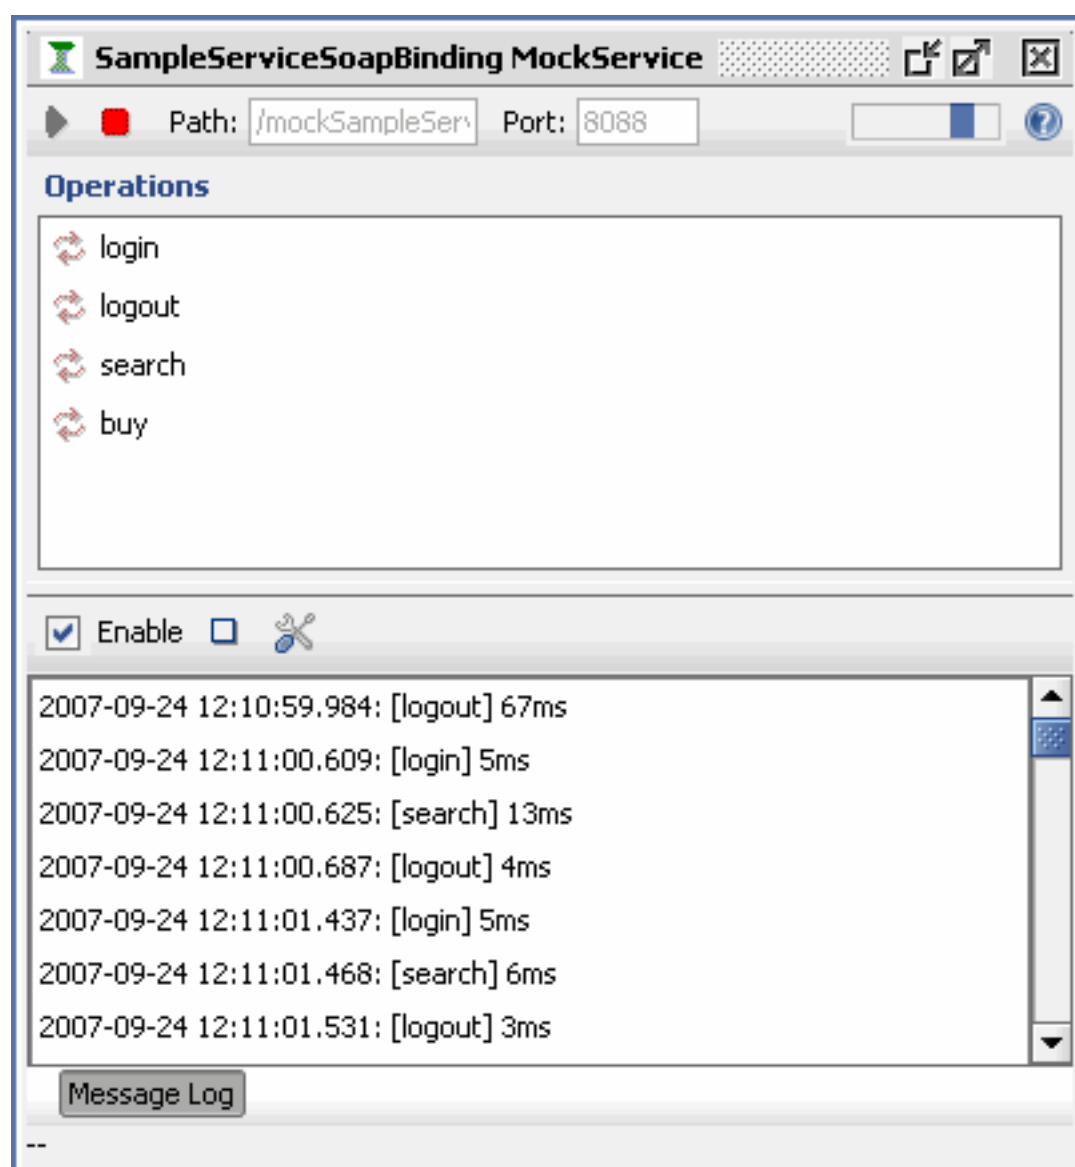 SampleServiceSoapBinding MockService
Path: /mockSampleSer Port: 8088
Operations
login
logout
search
buy
Enable
2007-09-24 12:10:59.984: [logout] 67ms
2007-09-24 12:11:00.609: [login] 5ms
2007-09-24 12:11:00.625: [search] 13ms
2007-09-24 12:11:00.687: [logout] 4ms
2007-09-24 12:11:01.437: [login] 5ms
2007-09-24 12:11:01.468: [search] 6ms
2007-09-24 12:11:01.531: [logout] 3ms
Message Log
--